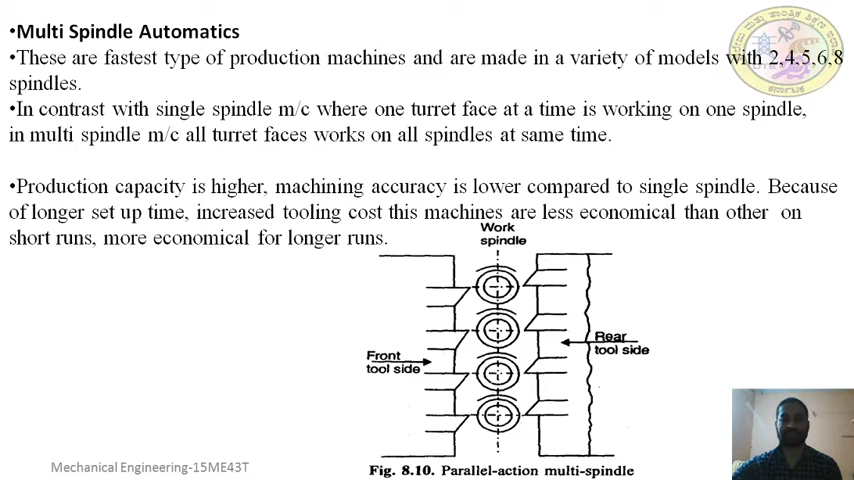 •Multi Spindle Automatics
•These are fastest type of production machines and are made in a variety of models with 2,4,5,6,8
spindles.
•In contrast with single spindle m/c where one turret face at a time is working on one spindle,
in multi spindle m/c all turret faces works on all spindles at same time.
•Production capacity is higher, machining accuracy is lower compared to single spindle. Because
of longer set up time, increased tooling cost this machines are less economical than other on
short runs, more economical for longer runs.
Work
spindle
Rear
tool side
Front
tool side
Fig. 8.10. Parallel-action multi-spindle
Mechanical Engineering-15ME43T